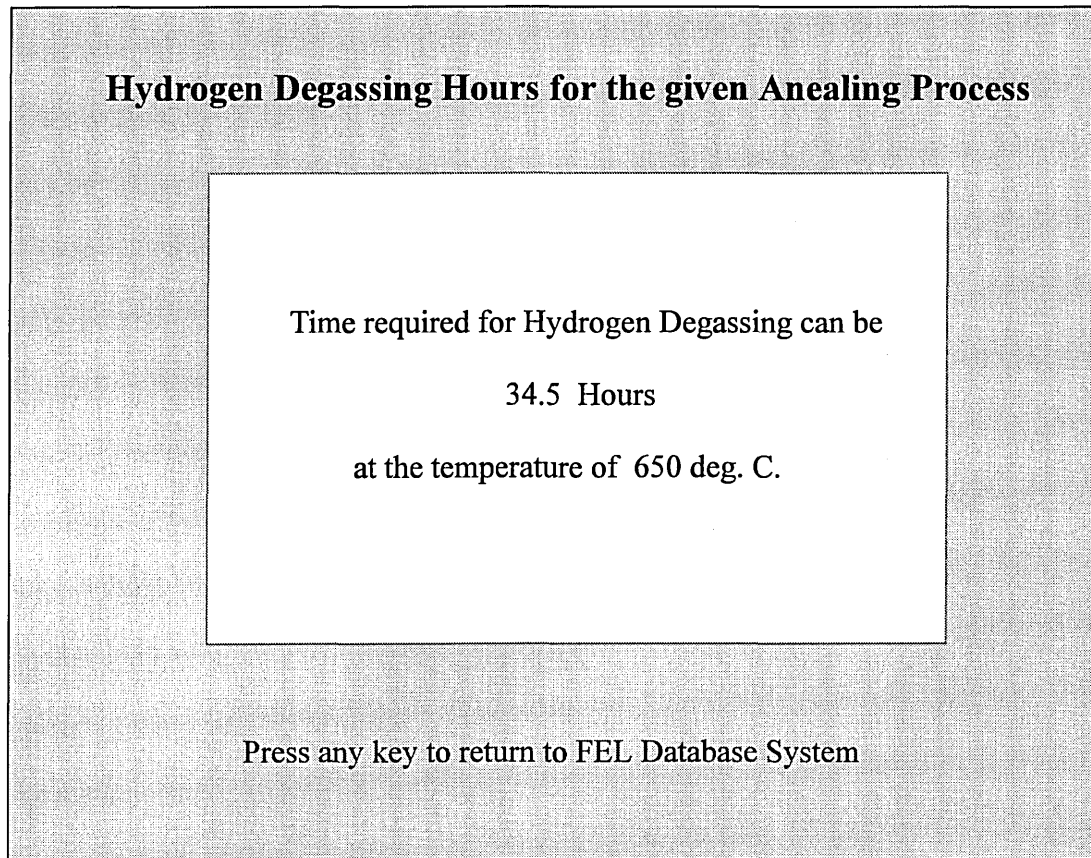 Hydrogen Degassing Hours for the given Anealing Process
Time required for Hydrogen Degassing can be
34.5 Hours
at the temperature of 650 deg. C.
Press any key to return to FEL Database System